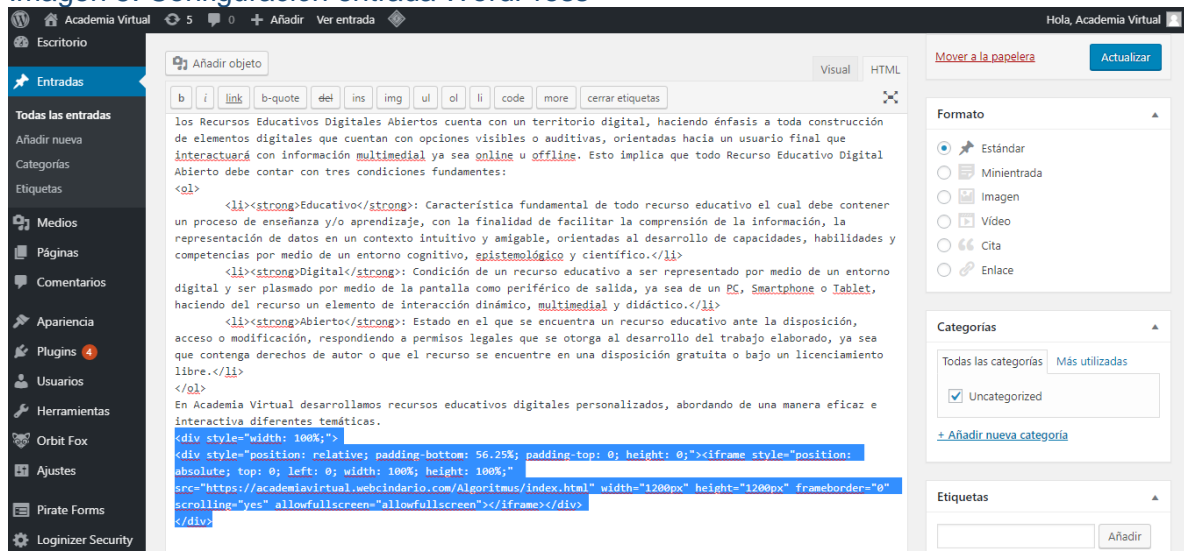 Imagen 3. Configuración entrada WordPress
Academia Virtual 5 0 + Añadir Ver entrada
Hola, Academia Virtual
Escritorio
Entradas
Todas las entradas
Añadir nueva
Categorías
Etiquetas
Medios
Páginas
Comentarios
Apariencia
Plugins 4
Usuarios
Herramientas
Orbit Fox
Ajustes
Pirate Forms
Loginizer Security
Añadir objeto
Visual HTML
b i link b-quote del ins img ul ol li code more cerrar etiquetas
los Recursos Educativos Digitales Abiertos cuenta con un territorio digital, haciendo énfasis a toda construcción
de elementos digitales que cuentan con opciones visibles o auditivas, orientadas hacia un usuario final que
interactuará con información multimedial ya sea online u offline. Esto implica que todo Recurso Educativo Digital
Abierto debe contar con tres condiciones fundamentes:
<ol>
<li><strong>Educativo</strong>: Característica fundamental de todo recurso educativo el cual debe contener
un proceso de enseñanza y/o aprendizaje, con la finalidad de facilitar la comprensión de la información, la
representación de datos en un contexto intuitivo y amigable, orientadas al desarrollo de capacidades, habilidades y
competencias por medio de un entorno cognitivo, epistemológico y científico.</li>
<li><strong>Digital</strong>: Condición de un recurso educativo a ser representado por medio de un entorno
digital y ser plasmado por medio de la pantalla como periférico de salida, ya sea de un PC, Smartphone o Tablet,
haciendo del recurso un elemento de interacción dinámico, multimedial y didáctico.</li>
<li><strong>Abierto</strong>: Estado en el que se encuentra un recurso educativo ante la disposición,
acceso o modificación, respondiendo a permisos legales que se otorga al desarrollo del trabajo elaborado, ya sea
que contenga derechos de autor o que el recurso se encuentre en una disposición gratuita o bajo un licenciamiento
libre.</li>
</ol>
En Academia Virtual desarrollamos recursos educativos digitales personalizados, abordando de una manera eficaz e
interactiva diferentes temáticas.
<div style="width: 100%;">
<div style="position: relative; padding-bottom: 56.25%; padding-top: 0; height: 0;"><iframe style="position:
absolute; top: 0; left: 0; width: 100%; height: 100%;"
src="https://academiavirtual.webcindario.com/Algoritmus/index.html" width="1200px" height="1200px" frameborder="0"
scrolling="yes" allowfullscreen="allowfullscreen"></iframe></div>
</div>
Mover a la papelera
Actualizar
Formato
Estándar
Minientrada
Imagen
Vídeo
Cita
Enlace
Categorías
Todas las categorías Más utilizadas
Uncategorized
+ Añadir nueva categoría
Etiquetas
Añadir